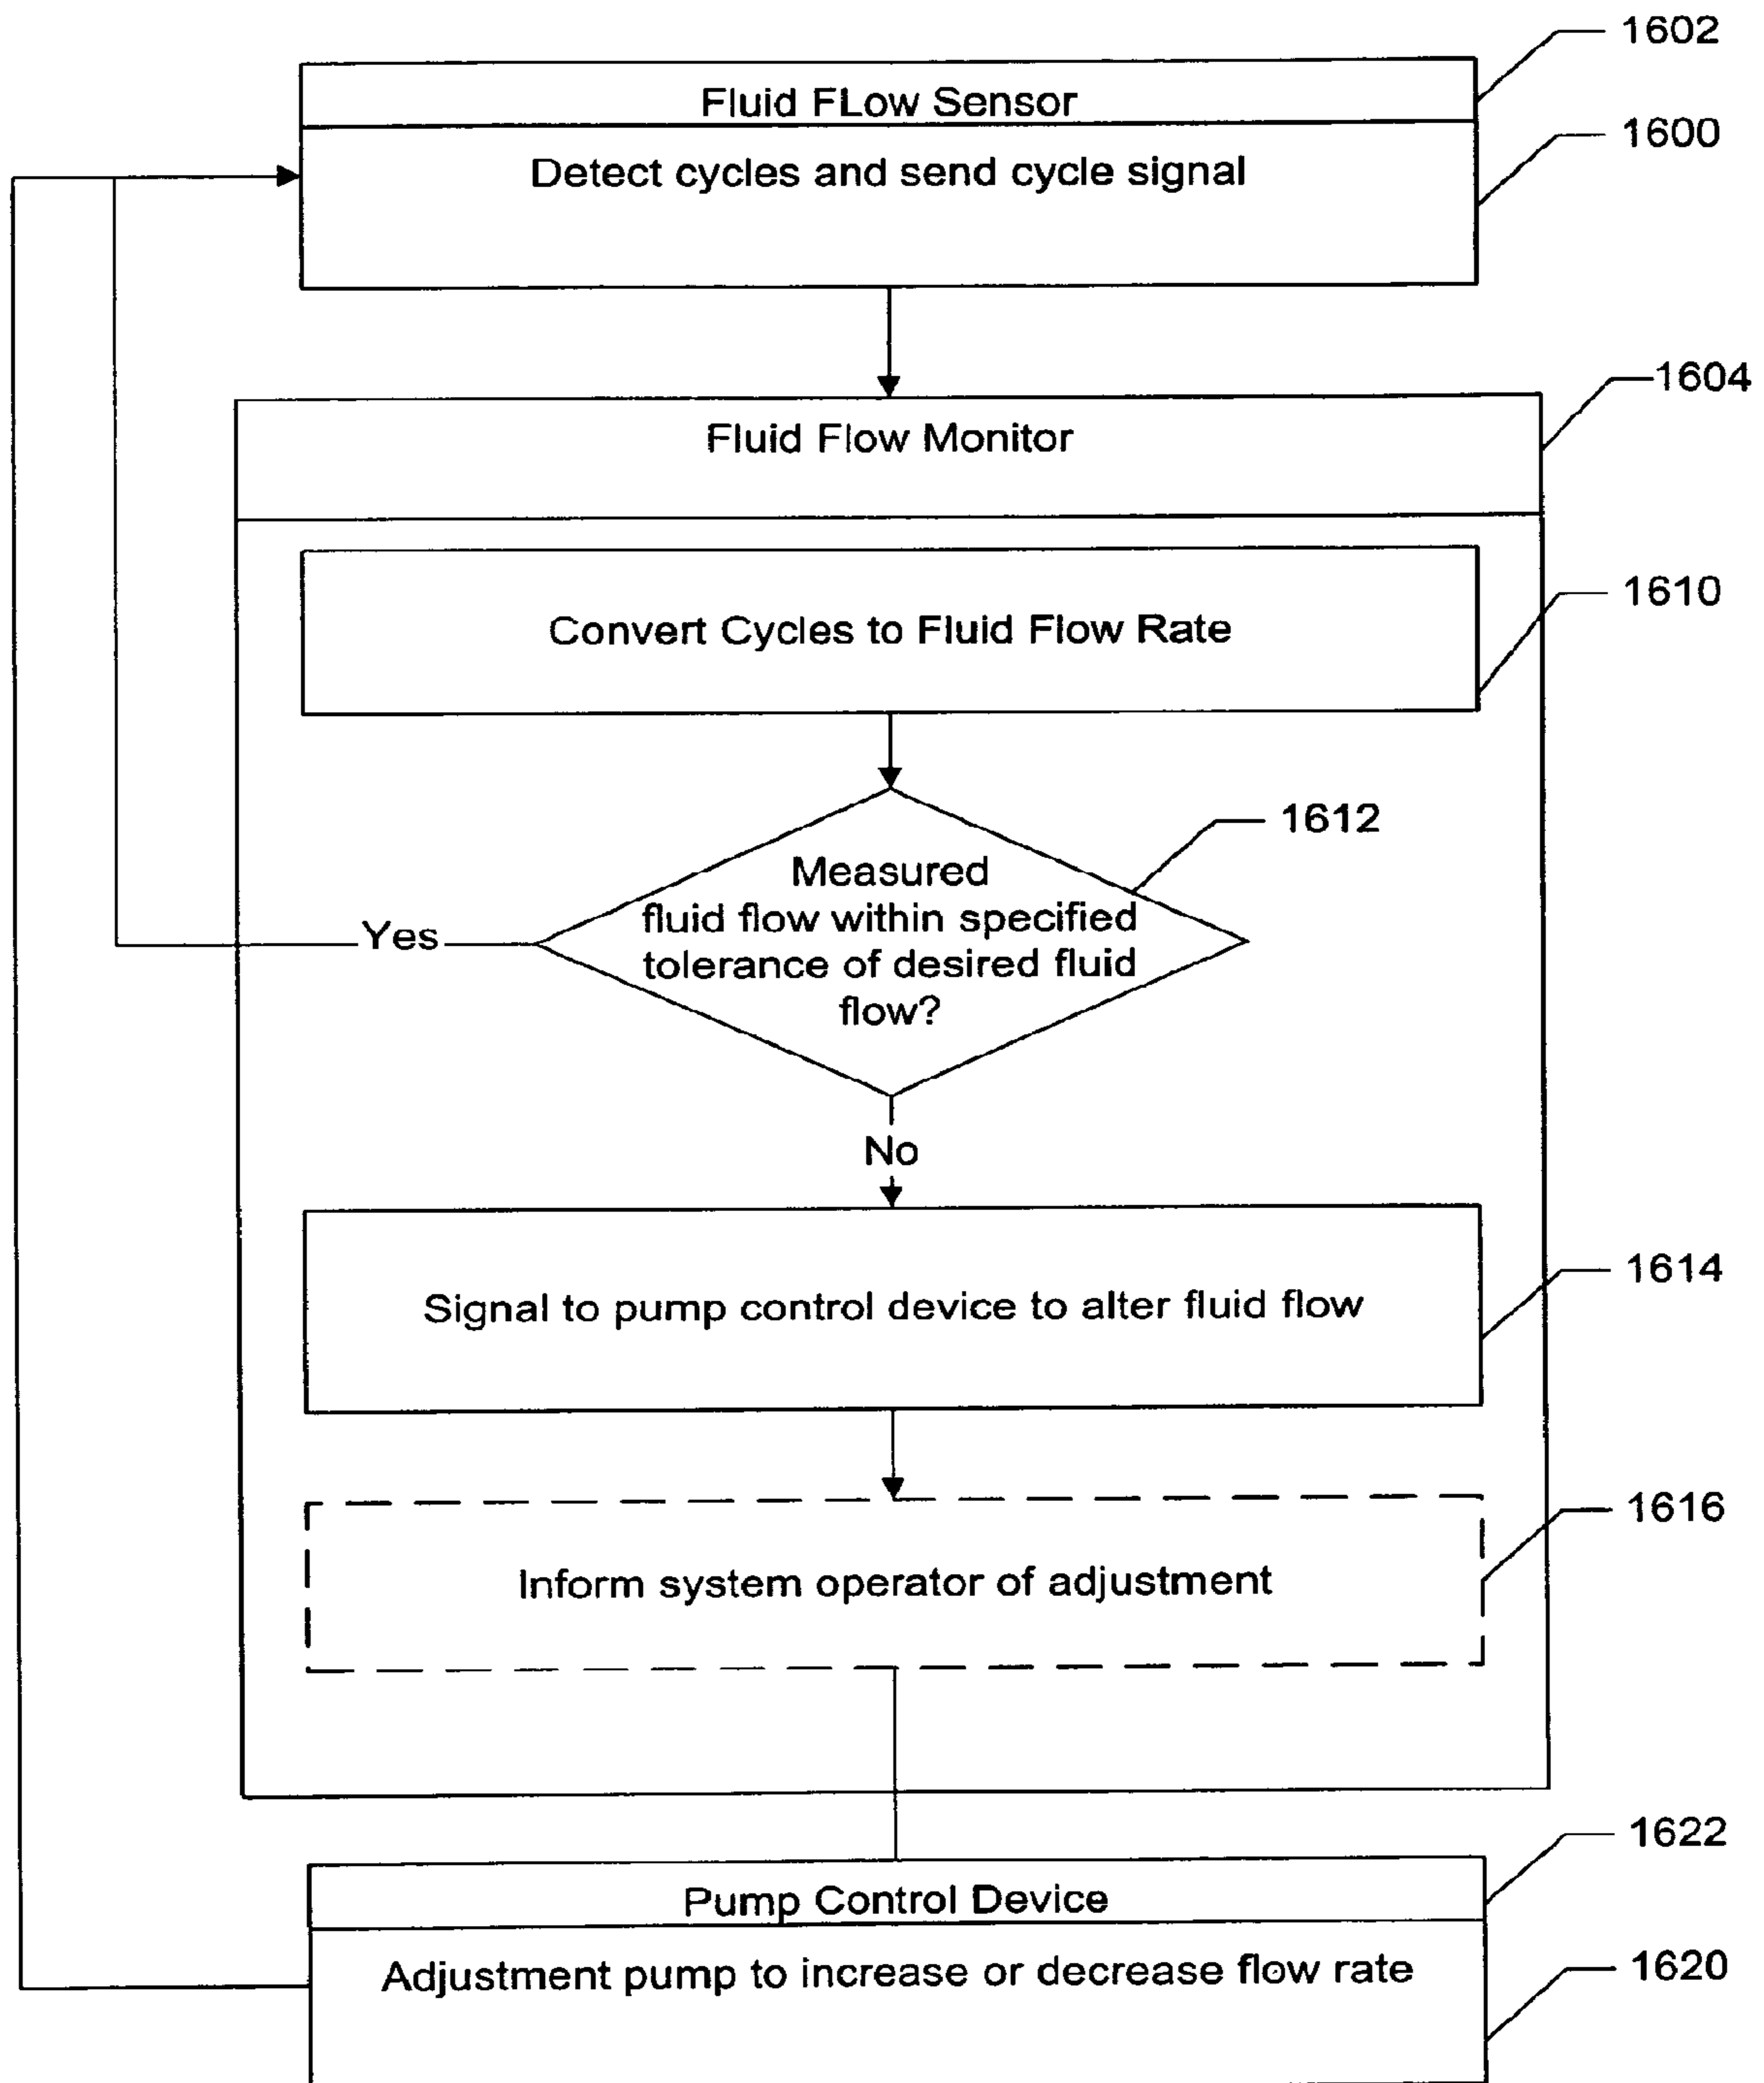 1602
Fluid FLow Sensor
1600
Detect cycles and send cycle signal
1604
Fluid Flow Monitor
1610
Convert Cycles to Fluid Flow Rate
1612
Measured
fluid flow within specified
tolerance of desired fluid
flow?
Yes
No
1614
Signal to pump control device to alter fluid flow
1616
Inform system operator of adjustment
1622
Pump Control Device
1620
Adjustment pump to increase or decrease flow rate